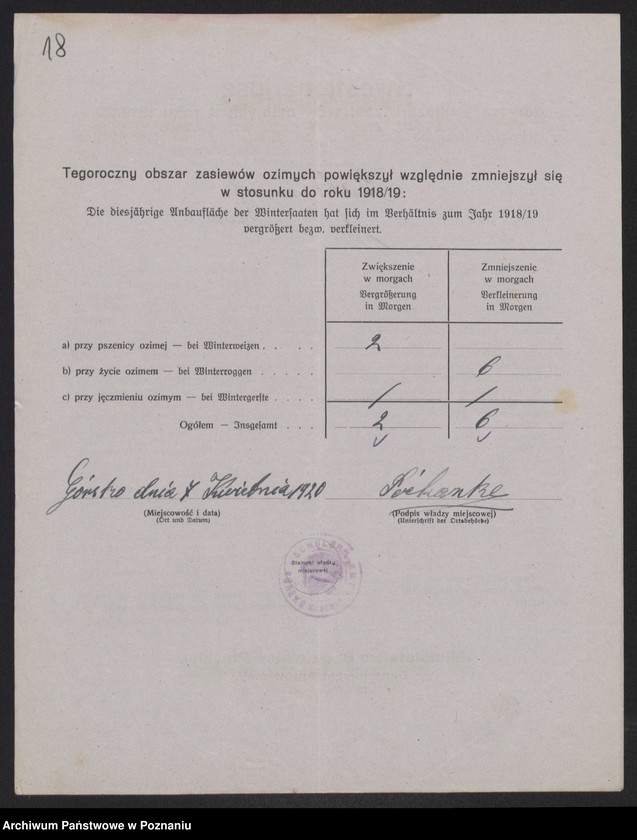 18
Tegoroczny obszar zasiewów ozimych powiększył względnie zmniejszył się
w stosunku do roku 1918/19:
Die diesjährige Anbaufläche der Wintersaaten hat sich im Verhältnis zum Jahr 1918/19
vergrößert bezw. verkleinert.
Zwiększenie Zmniejszenie
w morgach w morgach
Vergrößerung Verkleinerung
in Morgen in Morgen
a) przy pszenicy ozimej — bei Winterweizen . . . . . 2
b) przy życie ozimem — bei Winterroggen . . . . . 6
c) przy jęczmieniu ozimym — bei Wintergerste . . . . / /
Ogółem — Insgesamt . . . . 2 6
Górsko dnia 7 Kwietnia 1920
(Miejscowość i data) (Podpis władzy miejscowej)
(Ort und Datum) (Unterschrift der Ortsbehörde)
Stempel władzy
miejscowej
Archiwum Państwowe w Poznaniu